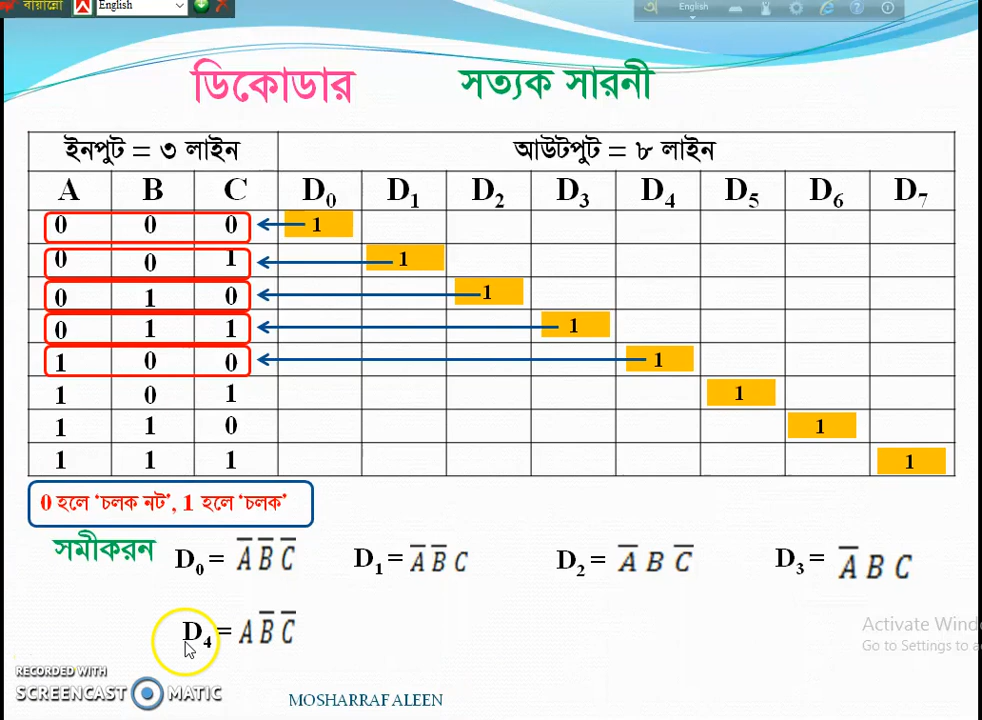 বায়ান্নো English English
ডিকোডার সত্যক সারনী
ইনপুট = ৩ লাইন আউটপুট = ৮ লাইন
A B C D₀ D₁ D₂ D₃ D₄ D₅ D₆ D₇
0 0 0 1
0 0 1 1
0 1 0 1
0 1 1 1
1 0 0 1
1 0 1 1
1 1 0 1
1 1 1 1
0 হলে ‘চলক নট’, 1 হলে ‘চলক’
সমীকরন D₀ = A̅ B̅ C̅ D₁ = A̅ B̅ C D₂ = A̅ B C̅ D₃ = A̅ B C
D₄ = A B̅ C̅
Activate Wind
Go to Settings to a
RECORDED WITH
SCREENCAST MATIC
MOSHARRAF ALEEN